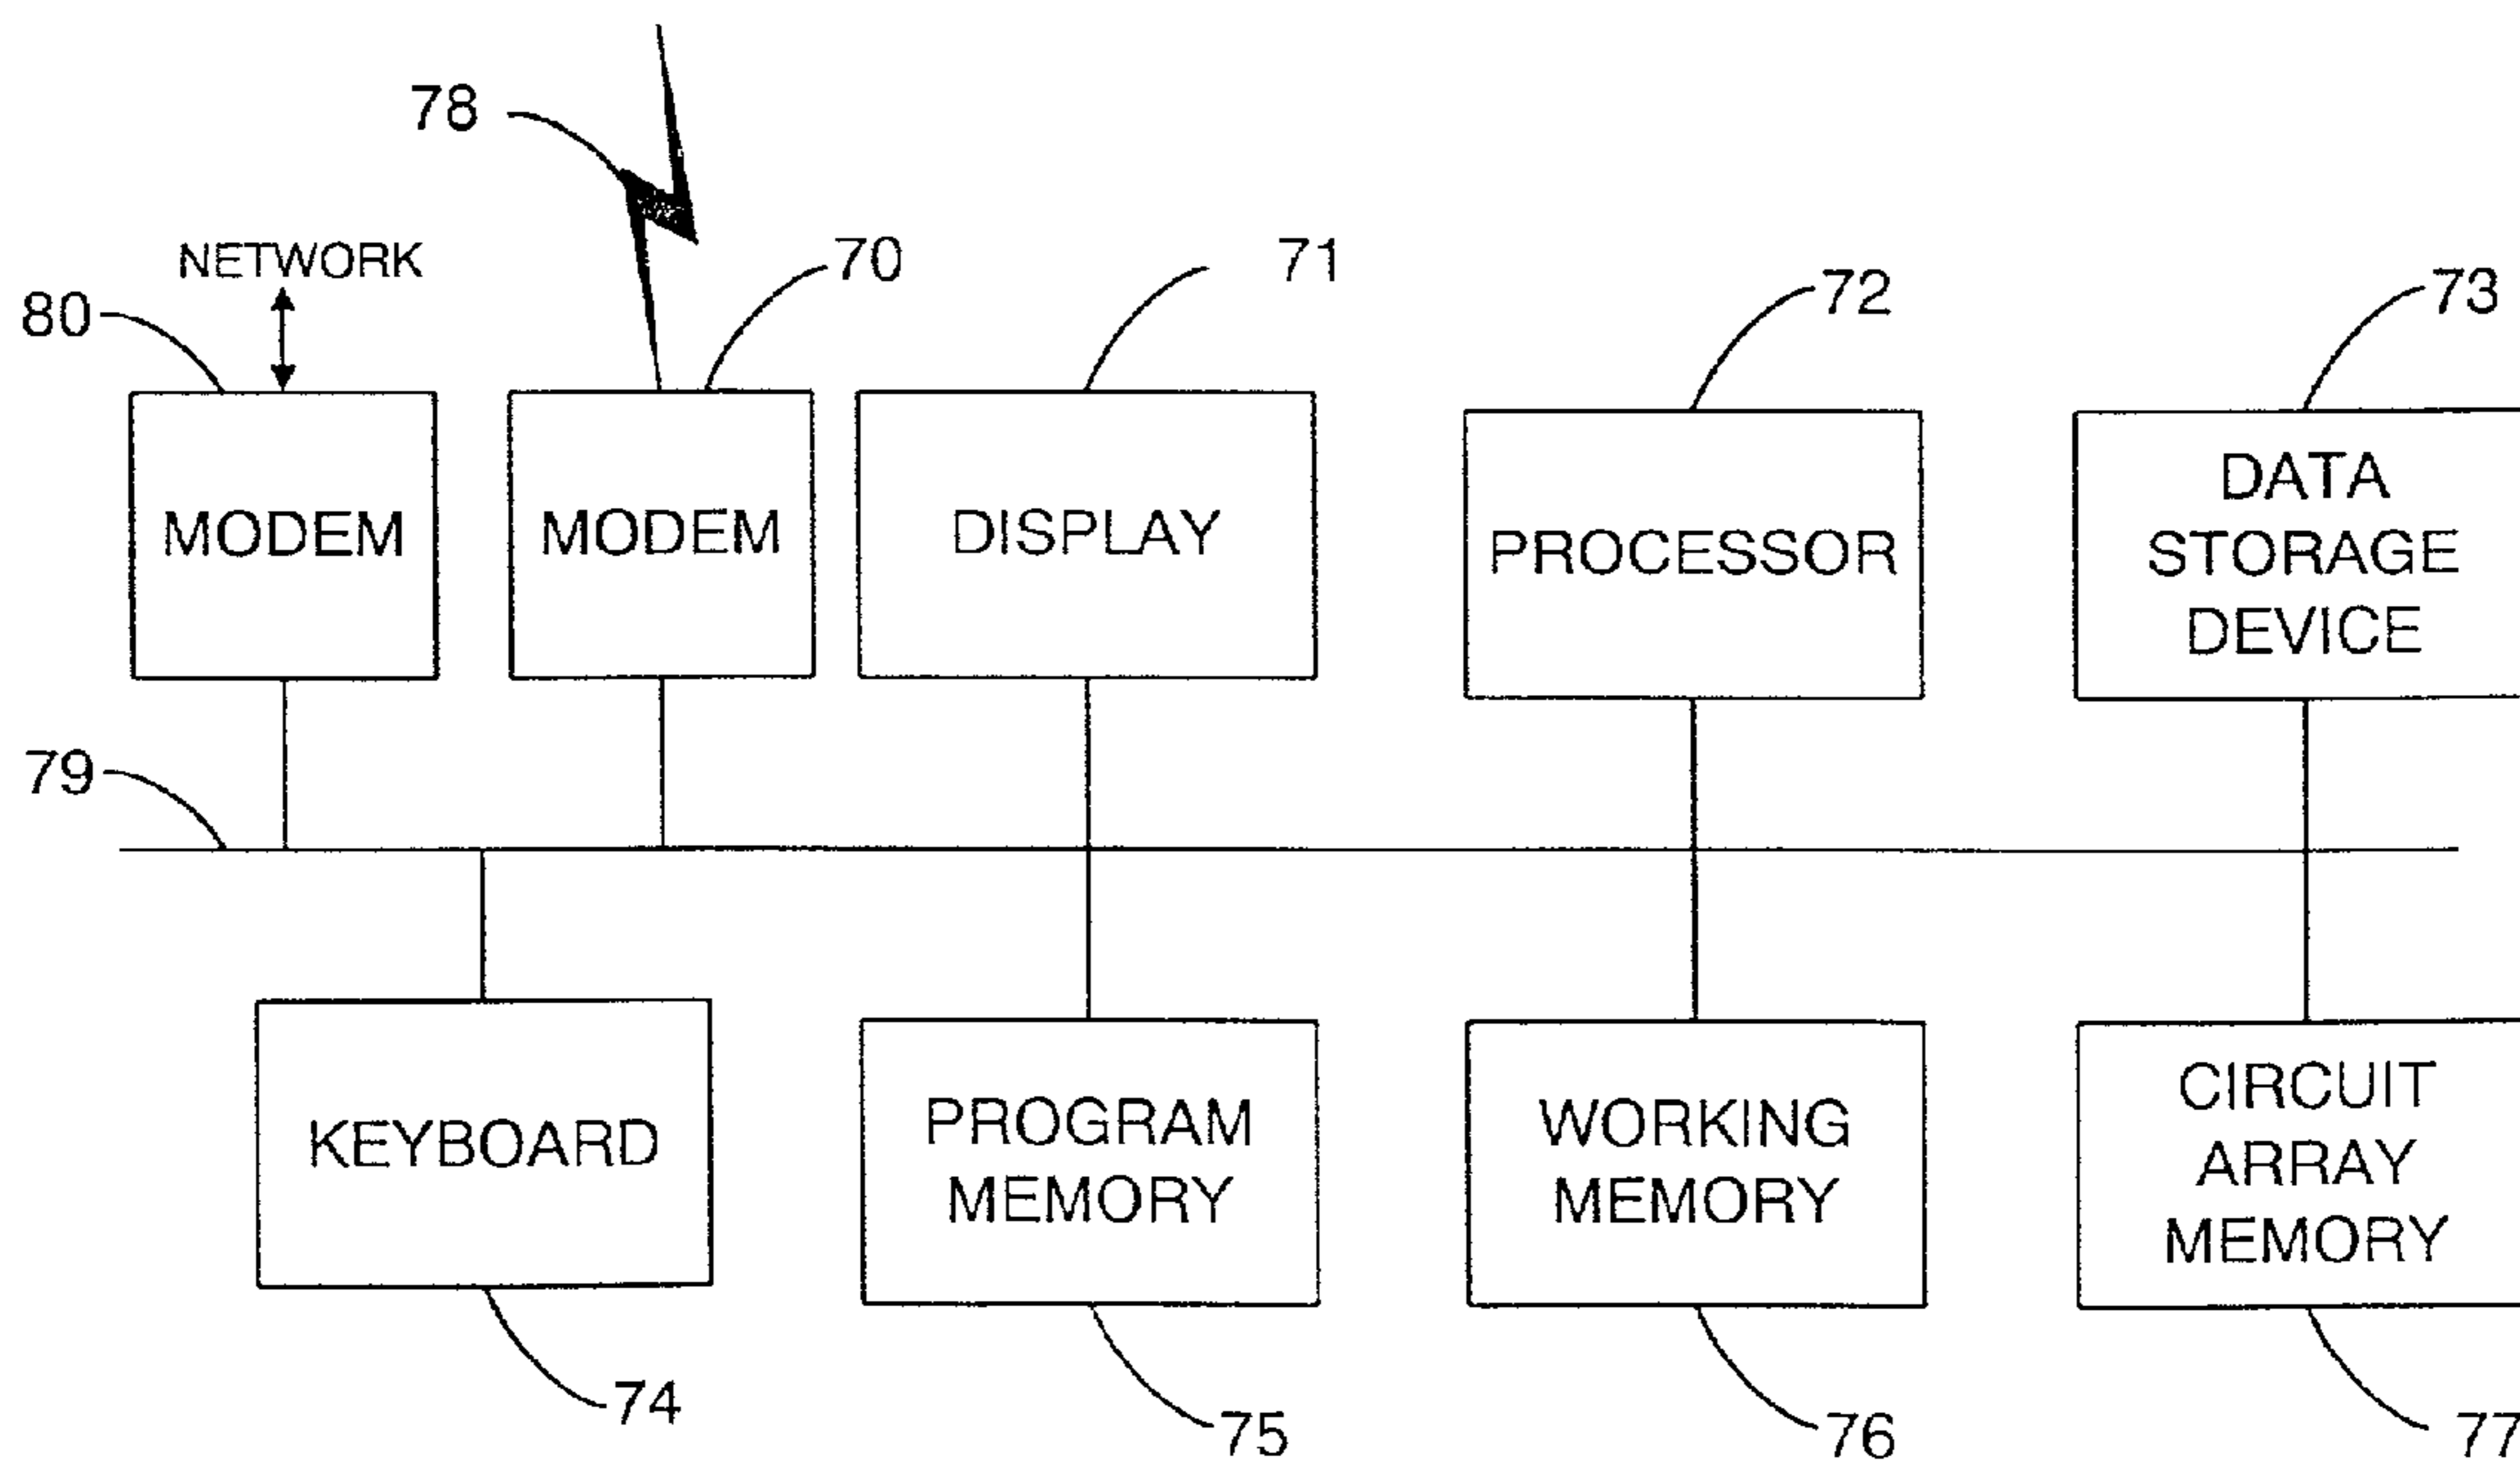 78
NETWORK
70
71
72
73
80
MODEM
MODEM
DISPLAY
PROCESSOR
DATA
STORAGE
DEVICE
79
KEYBOARD
PROGRAM
MEMORY
WORKING
MEMORY
CIRCUIT
ARRAY
MEMORY
74
75
76
77